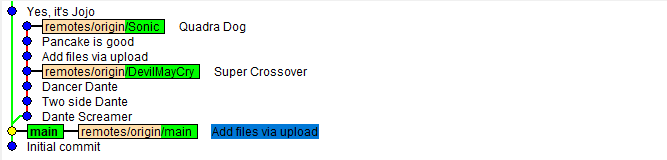 Yes, it's Jojo
remotes/origin/Sonic Quadra Dog
Pancake is good
Add files via upload
remotes/origin/DevilMayCry Super Crossover
Dancer Dante
Two side Dante
Dante Screamer
main remotes/origin/main Add files via upload
Initial commit